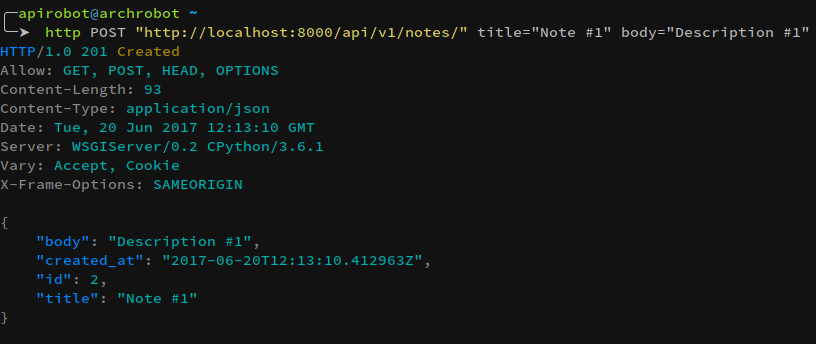 ╭─apirobot@archrobot ~
╰─➤  http POST "http://localhost:8000/api/v1/notes/" title="Note #1" body="Description #1"
HTTP/1.0 201 Created
Allow: GET, POST, HEAD, OPTIONS
Content-Length: 93
Content-Type: application/json
Date: Tue, 20 Jun 2017 12:13:10 GMT
Server: WSGIServer/0.2 CPython/3.6.1
Vary: Accept, Cookie
X-Frame-Options: SAMEORIGIN

{
    "body": "Description #1",
    "created_at": "2017-06-20T12:13:10.412963Z",
    "id": 2,
    "title": "Note #1"
}